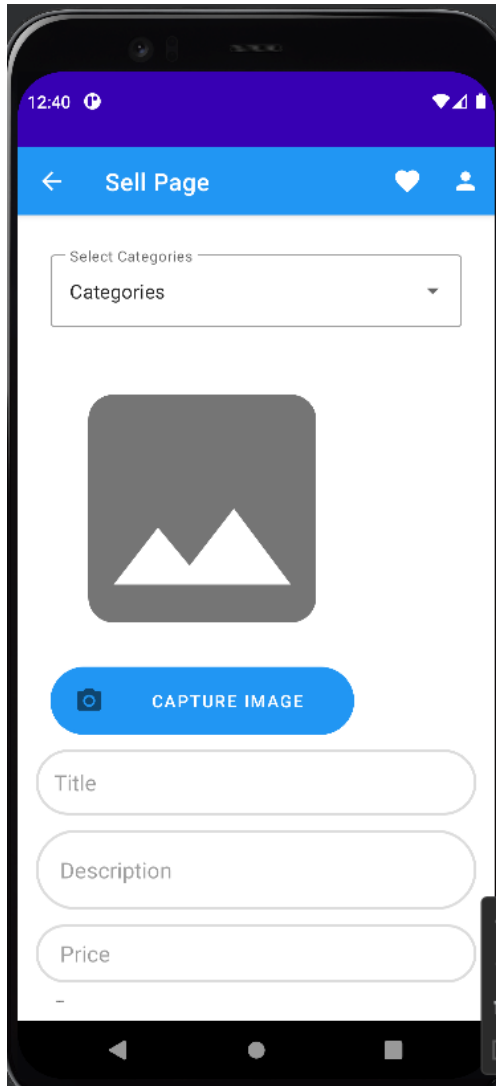 12:40
Sell Page
Select Categories
Categories
CAPTURE IMAGE
Title
Description
Price